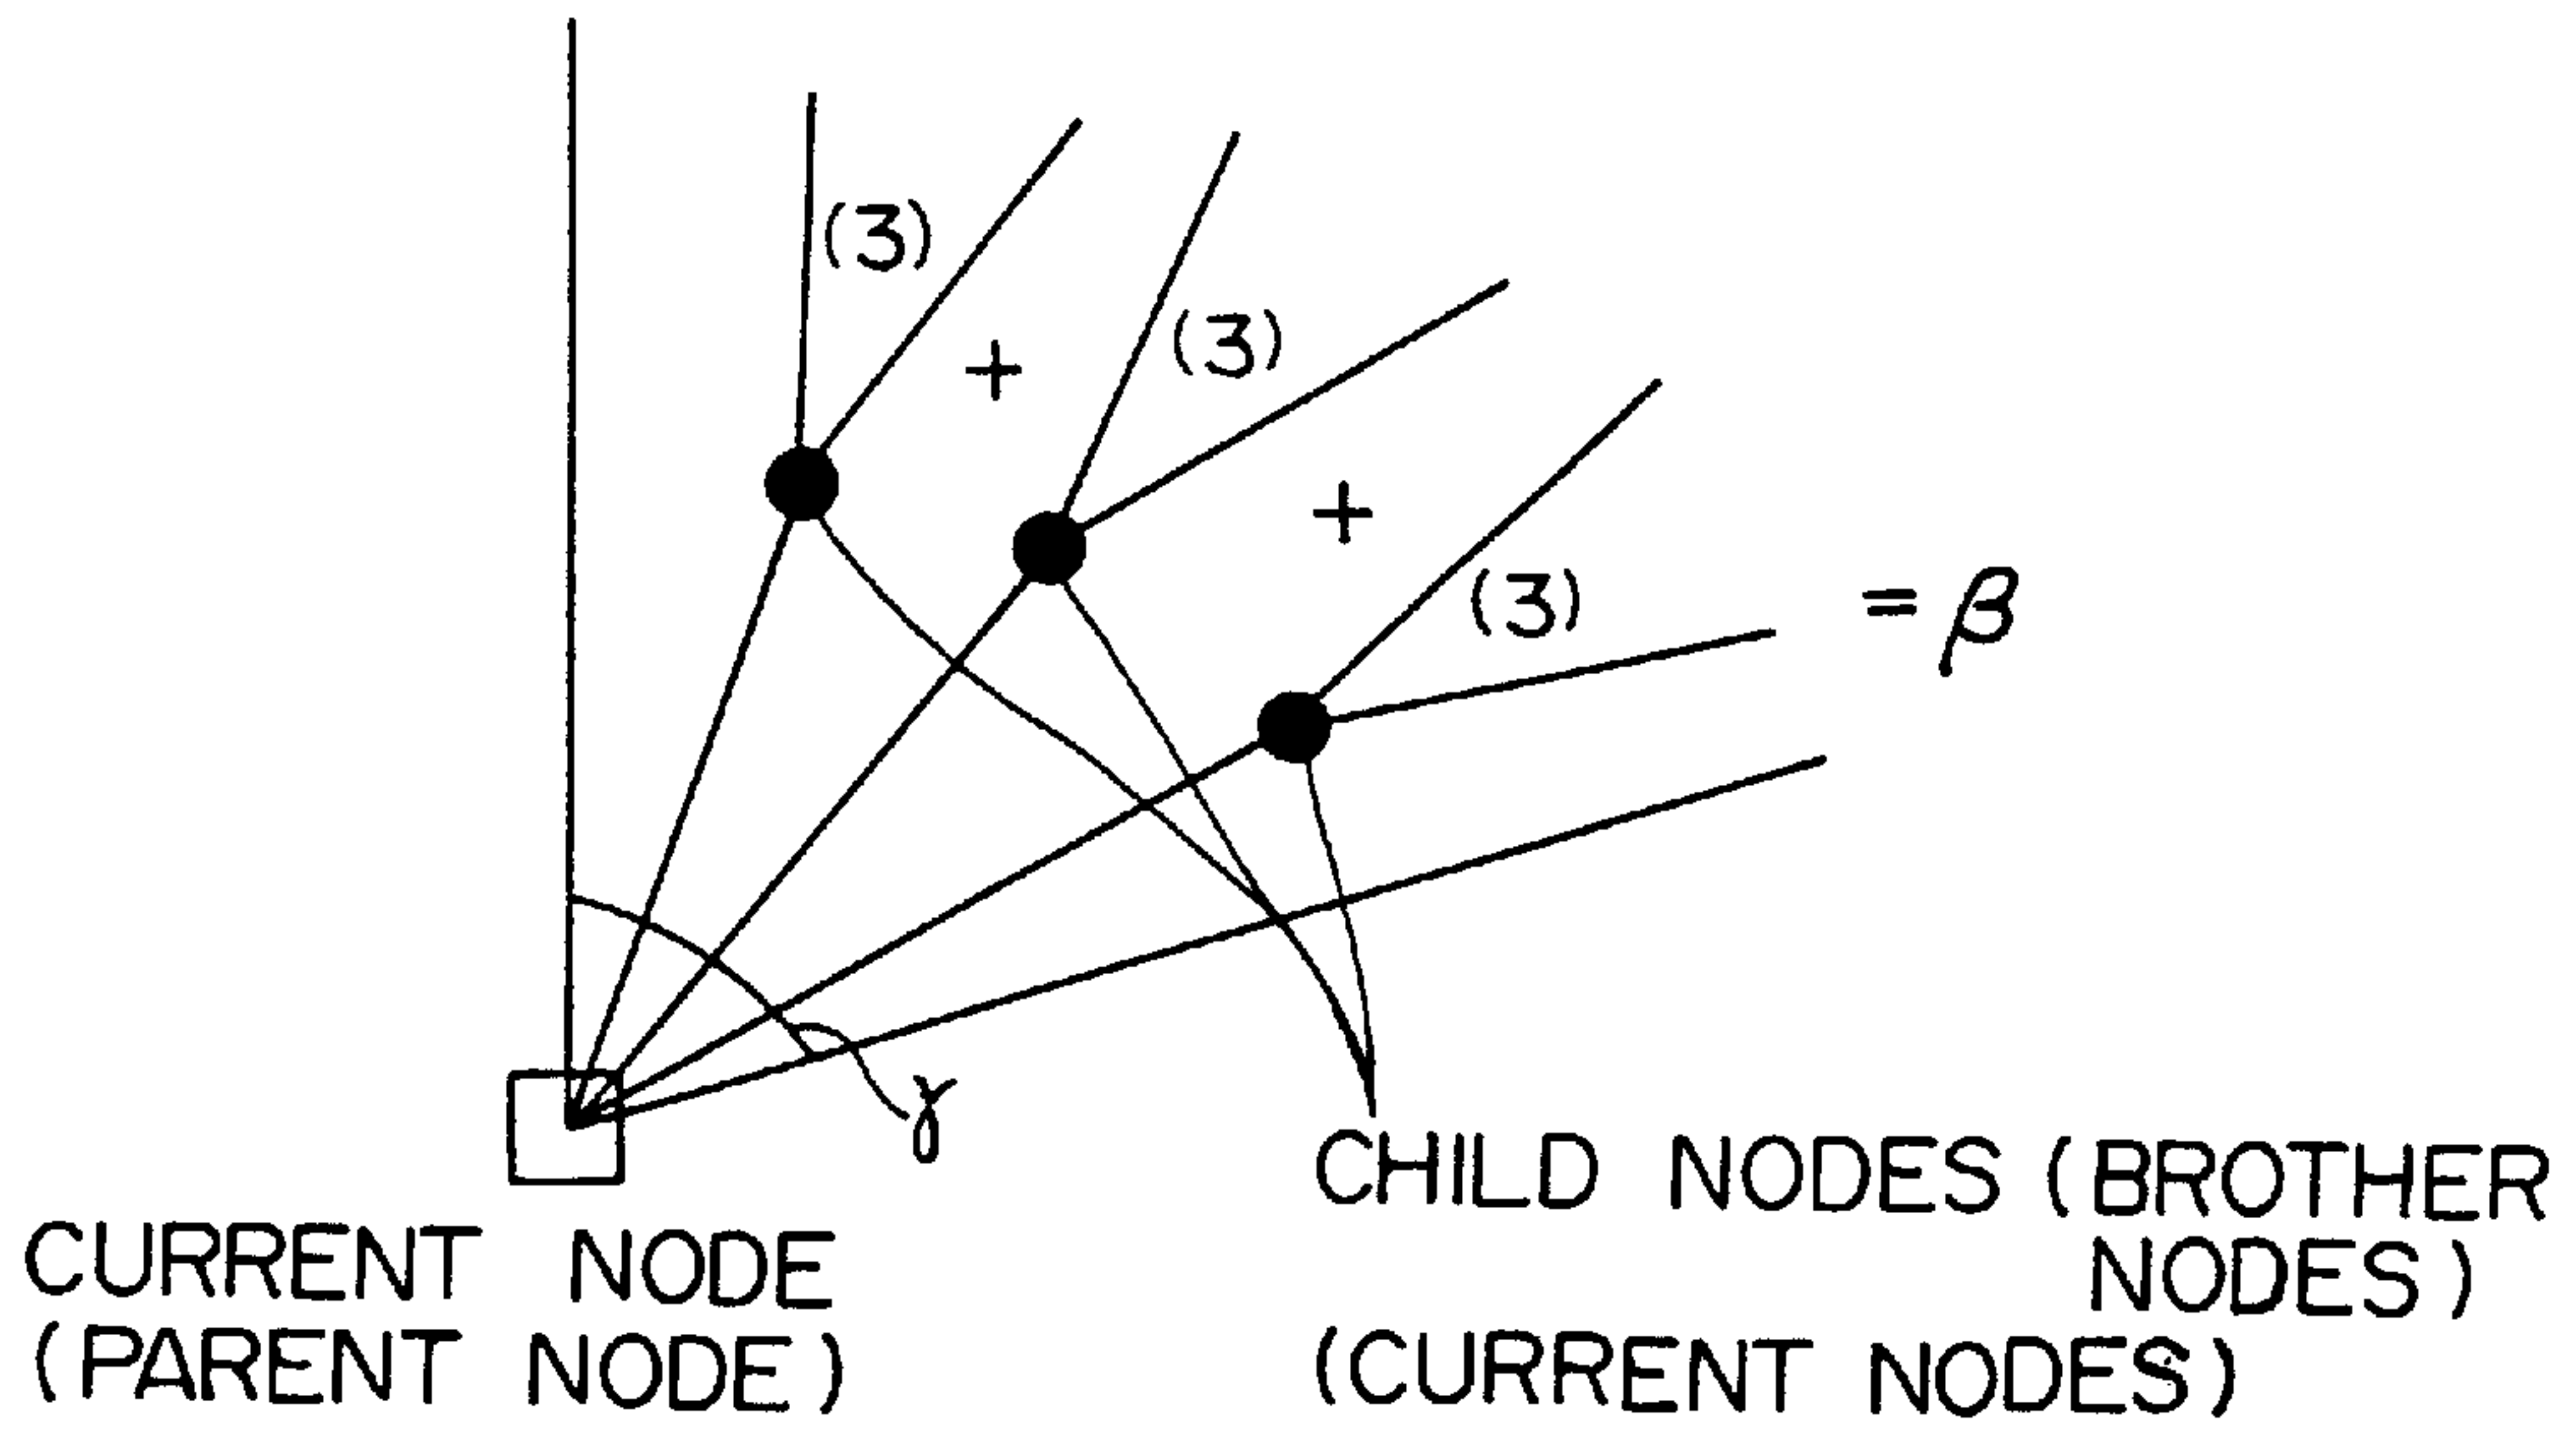 (3)
+
(3)
+
(3)
= β
γ
CURRENT NODE
(PARENT NODE)
CHILD NODES (BROTHER
NODES)
(CURRENT NODES)